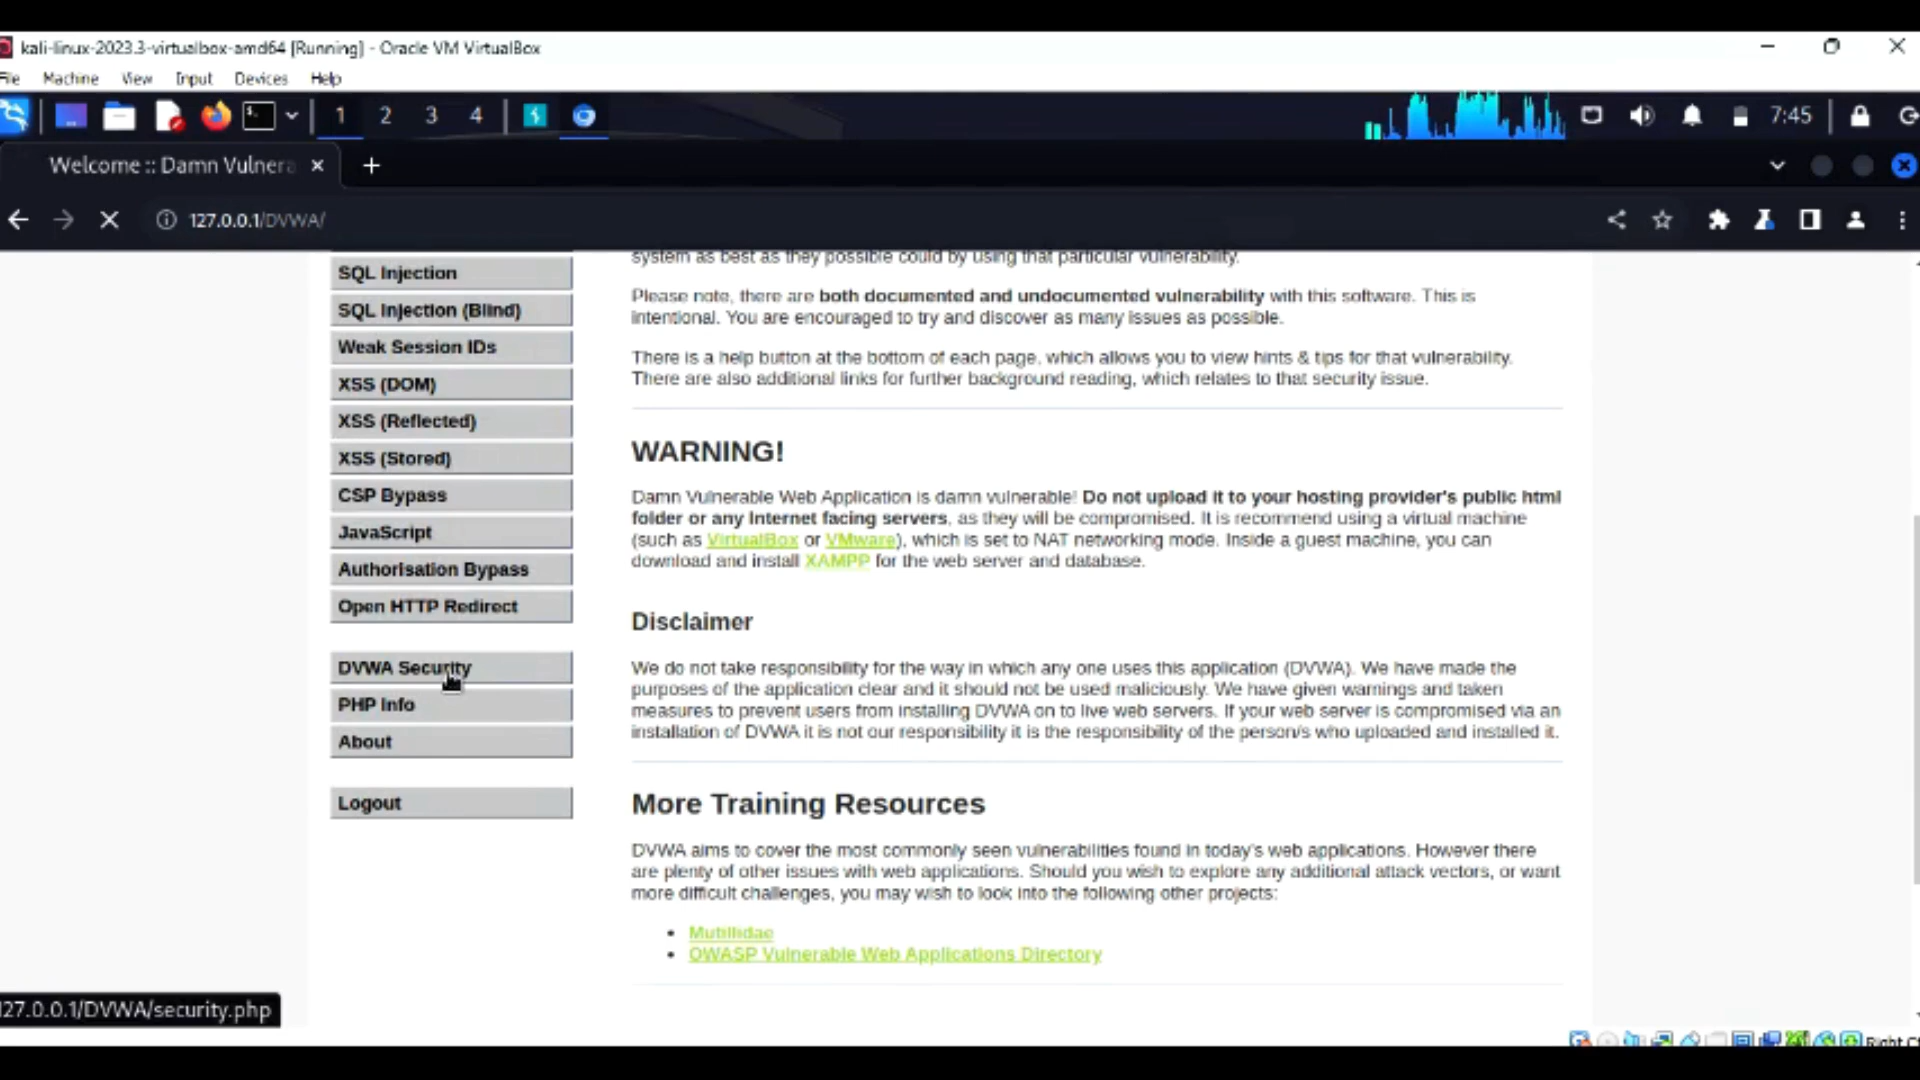 kali-linux-2023.3-virtualbox-amd64 [Running] - Oracle VM VirtualBox
File Machine View Input Devices Help
1 2 3 4 7:45
Welcome :: Damn Vulnera
127.0.0.1/DVWA/
SQL Injection
SQL Injection (Blind)
Weak Session IDs
XSS (DOM)
XSS (Reflected)
XSS (Stored)
CSP Bypass
JavaScript
Authorisation Bypass
Open HTTP Redirect
DVWA Security
PHP Info
About
Logout
system as best as they possible could by using that particular vulnerability.
Please note, there are both documented and undocumented vulnerability with this software. This is
intentional. You are encouraged to try and discover as many issues as possible.
There is a help button at the bottom of each page, which allows you to view hints & tips for that vulnerability.
There are also additional links for further background reading, which relates to that security issue.
WARNING!
Damn Vulnerable Web Application is damn vulnerable! Do not upload it to your hosting provider's public html
folder or any Internet facing servers, as they will be compromised. It is recommend using a virtual machine
(such as VirtualBox or VMware), which is set to NAT networking mode. Inside a guest machine, you can
download and install XAMPP for the web server and database.
Disclaimer
We do not take responsibility for the way in which any one uses this application (DVWA). We have made the
purposes of the application clear and it should not be used maliciously. We have given warnings and taken
measures to prevent users from installing DVWA on to live web servers. If your web server is compromised via an
installation of DVWA it is not our responsibility it is the responsibility of the person/s who uploaded and installed it.
More Training Resources
DVWA aims to cover the most commonly seen vulnerabilities found in today's web applications. However there
are plenty of other issues with web applications. Should you wish to explore any additional attack vectors, or want
more difficult challenges, you may wish to look into the following other projects:
• Mutillidae
• OWASP Vulnerable Web Applications Directory
127.0.0.1/DVWA/security.php
Right C